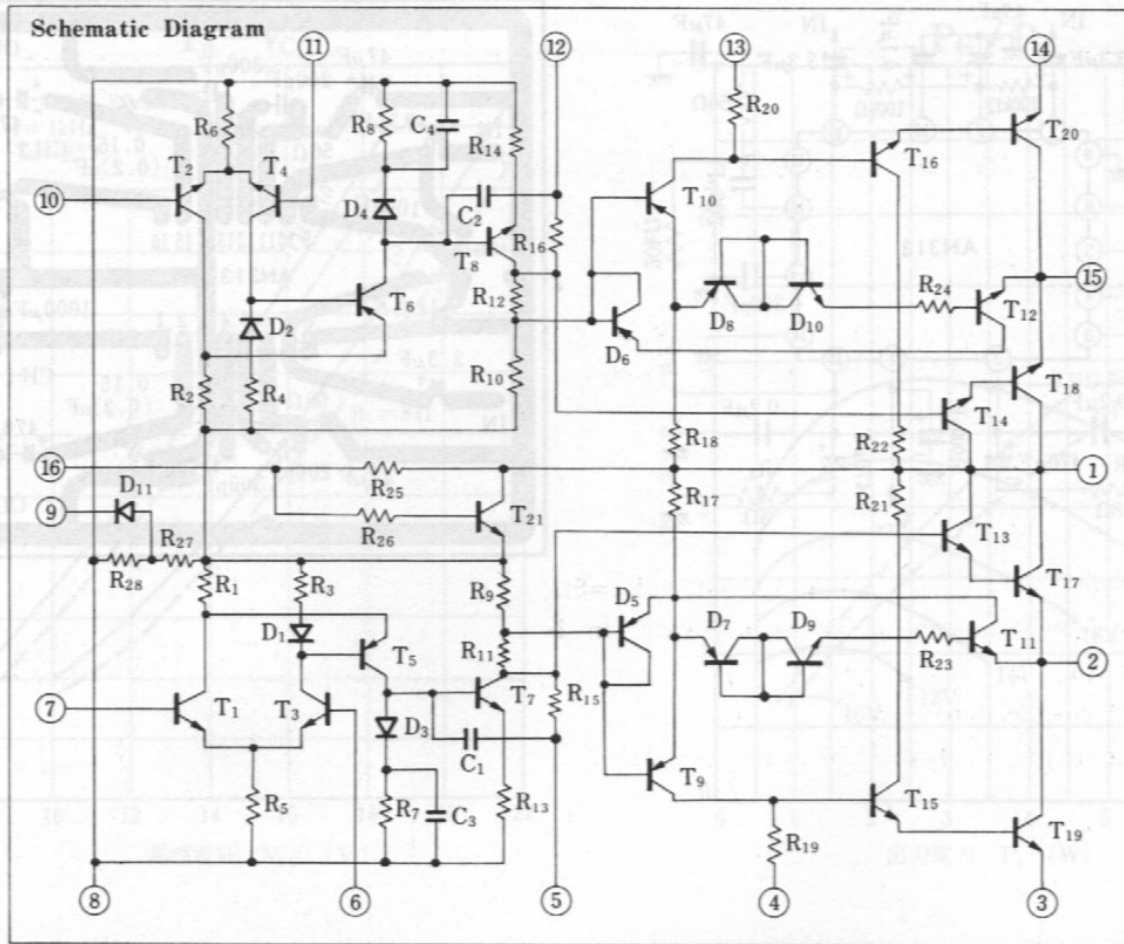 Schematic Diagram
⑪ ⑫ ⑬ ⑭
R₆ R₈ C₄ R₁₄ R₂₀ T₂₀
T₂ T₄ C₂ T₁₆
⑩ D₄ T₈ R₁₆ T₁₀
T₆ R₁₂ R₂₄ ⑮
D₂ D₈ D₁₀ T₁₂
D₆
R₂ R₄ R₁₀ T₁₈
T₁₄
R₁₈ R₂₂
⑯ R₂₅ ①
D₁₁ R₁₇ R₂₁
⑨ R₂₆ T₂₁ T₁₃
R₂₇
R₂₈ R₁ R₃ R₉ T₁₇
D₅
D₁ T₅ R₁₁ D₇ D₉ R₂₃ T₁₁ ②
⑦ T₁ T₃ T₇ R₁₅
D₃
C₁ T₉
R₅ R₇ C₃ R₁₃ T₁₅
R₁₉ T₁₉
⑧ ⑥ ⑤ ④ ③